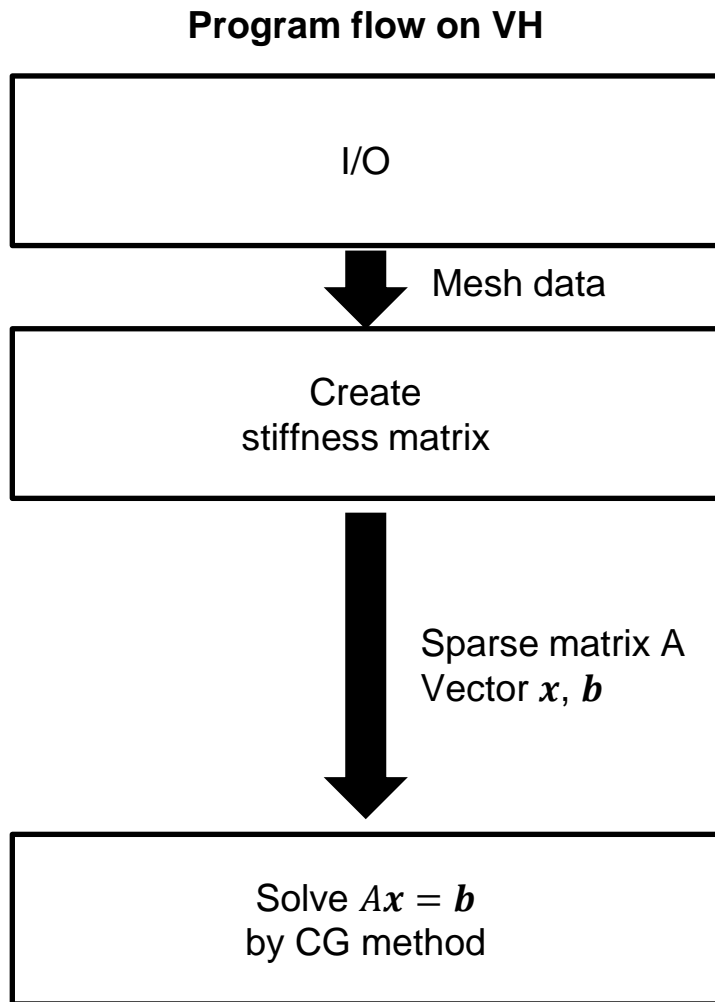 Program flow on VH
I/O
Mesh data
Create
stiffness matrix
Sparse matrix A
Vector x, b
Solve Ax = b
by CG method